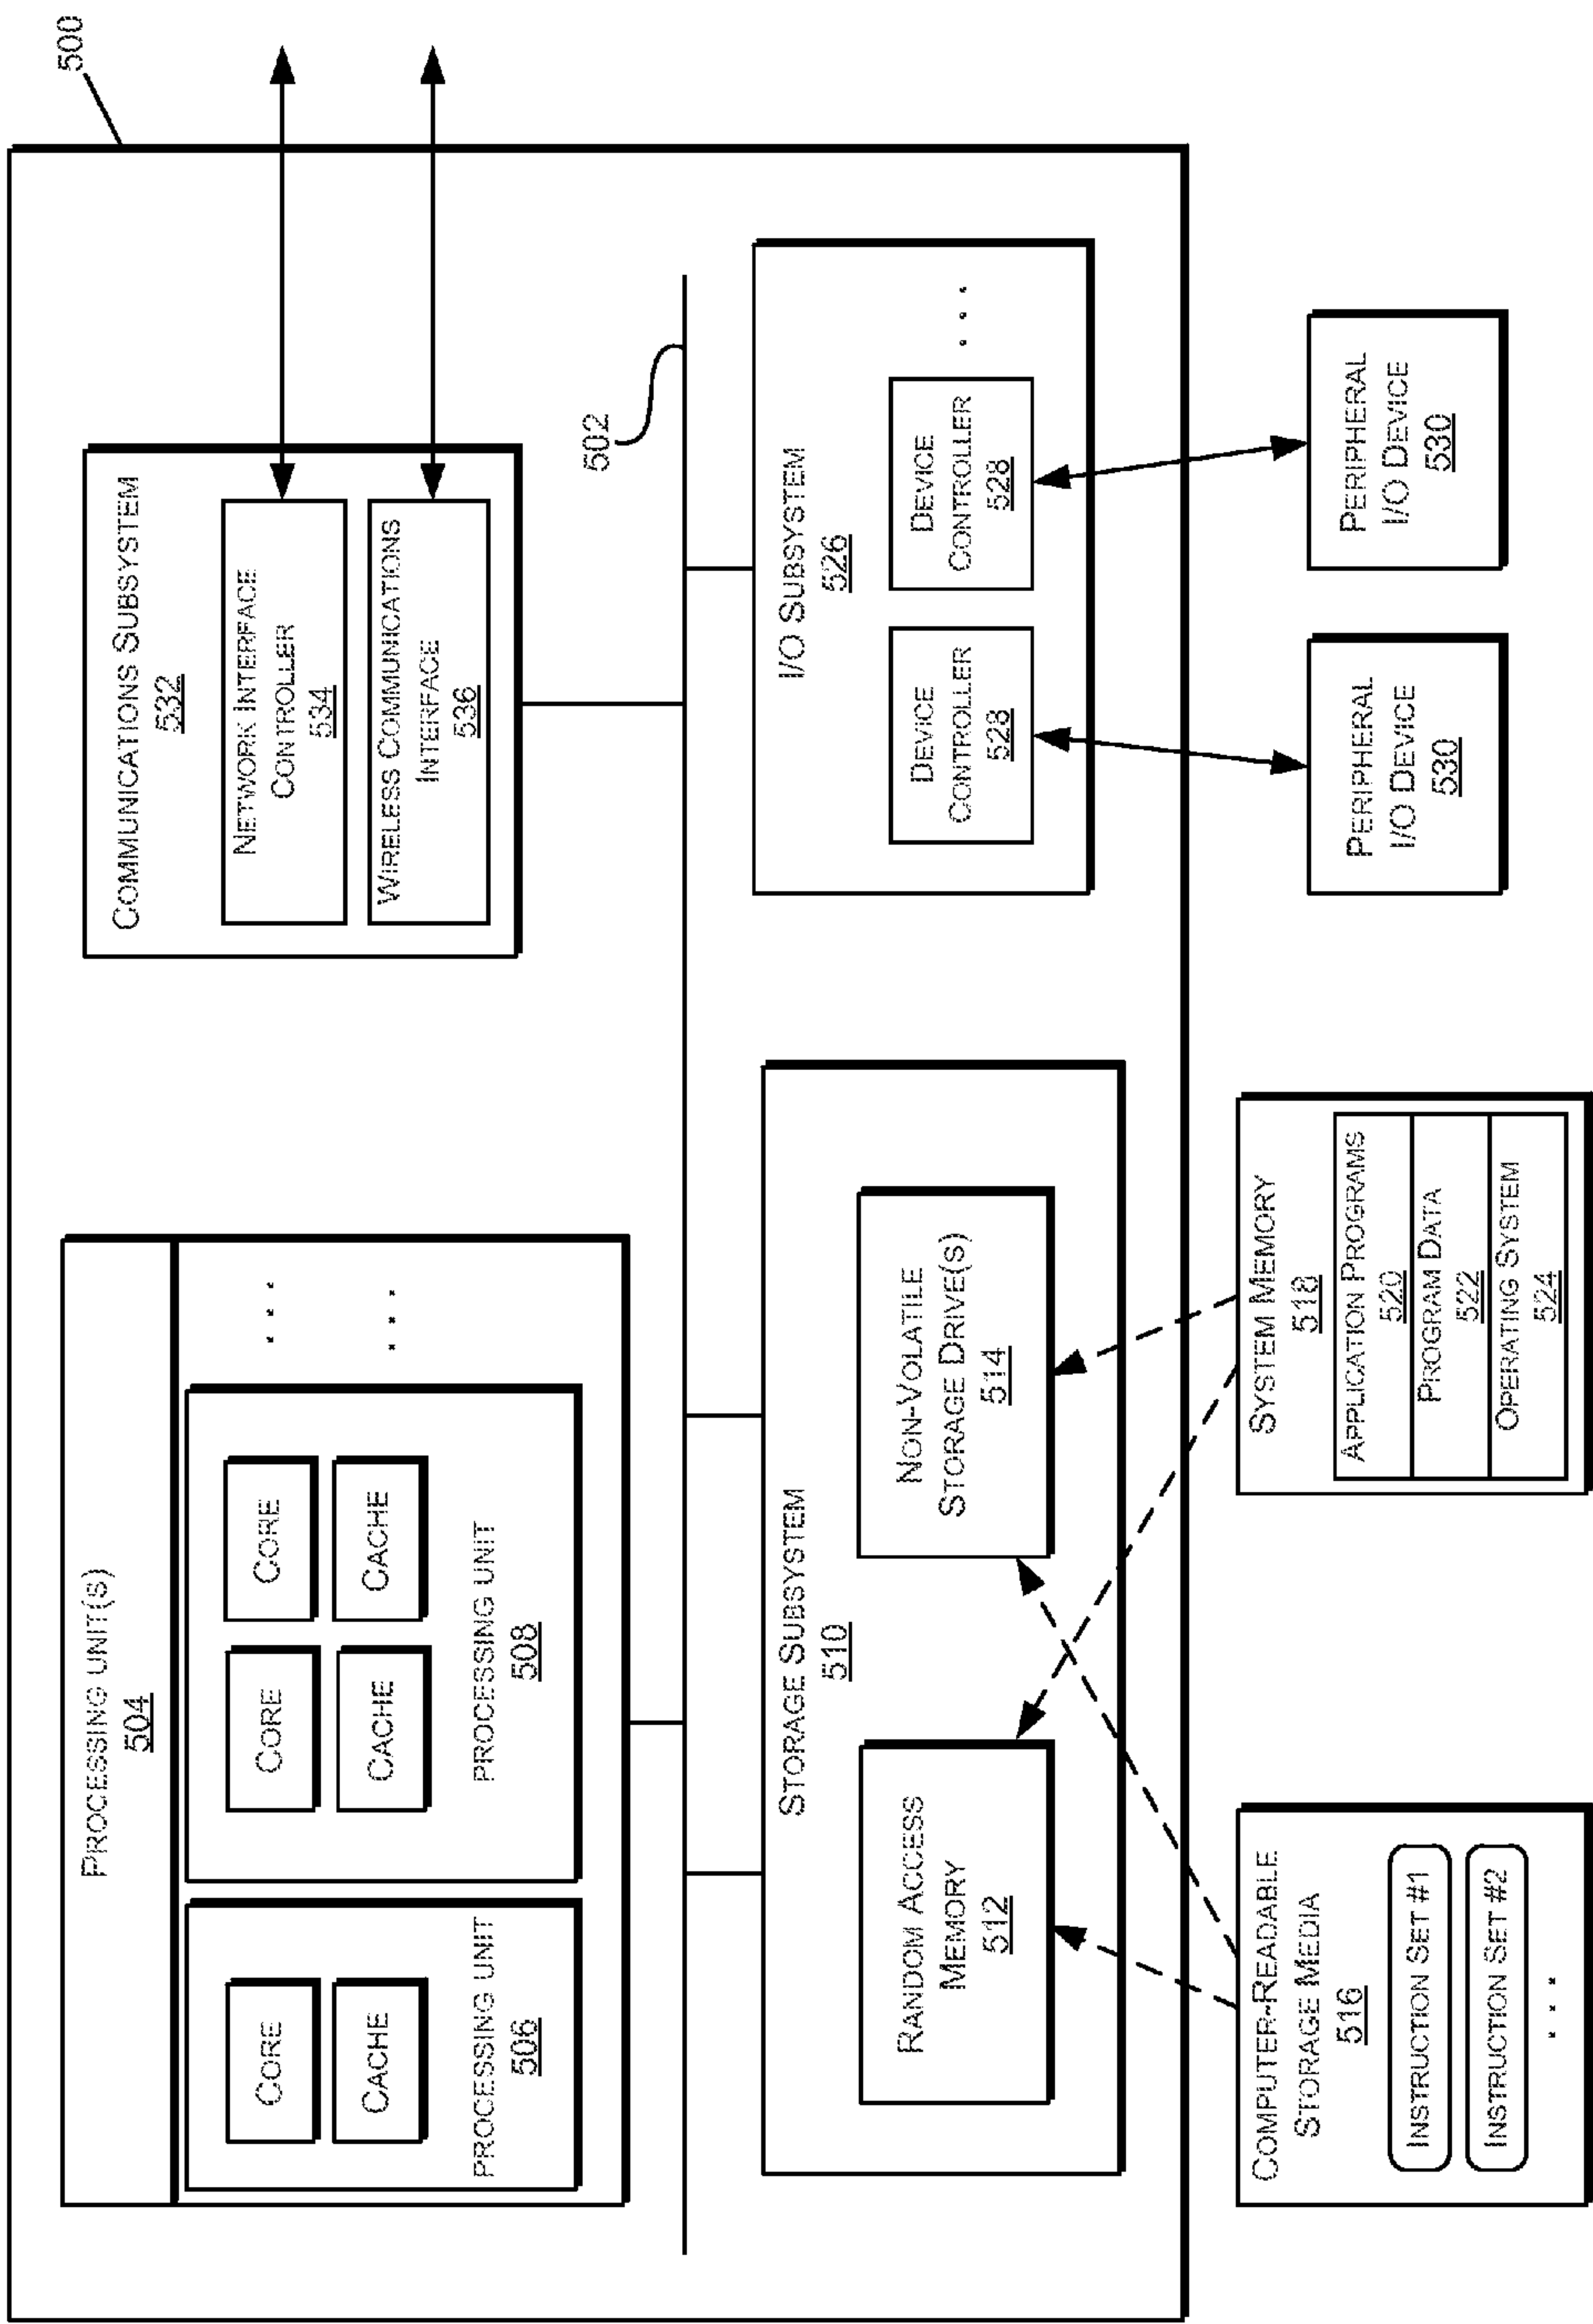 500
PROCESSING UNIT(S)
504
CORE
CACHE
PROCESSING UNIT
506
CORE
CORE
CACHE
CACHE
PROCESSING UNIT
508
. . .
. . .
COMMUNICATIONS SUBSYSTEM
532
NETWORK INTERFACE
CONTROLLER
534
WIRELESS COMMUNICATIONS
INTERFACE
536
502
STORAGE SUBSYSTEM
510
RANDOM ACCESS
MEMORY
512
NON-VOLATILE
STORAGE DRIVE(S)
514
I/O SUBSYSTEM
526
DEVICE
CONTROLLER
528
DEVICE
CONTROLLER
528
. . .
COMPUTER-READABLE
STORAGE MEDIA
516
INSTRUCTION SET #1
INSTRUCTION SET #2
. . .
SYSTEM MEMORY
518
APPLICATION PROGRAMS
520
PROGRAM DATA
522
OPERATING SYSTEM
524
PERIPHERAL
I/O DEVICE
530
PERIPHERAL
I/O DEVICE
530